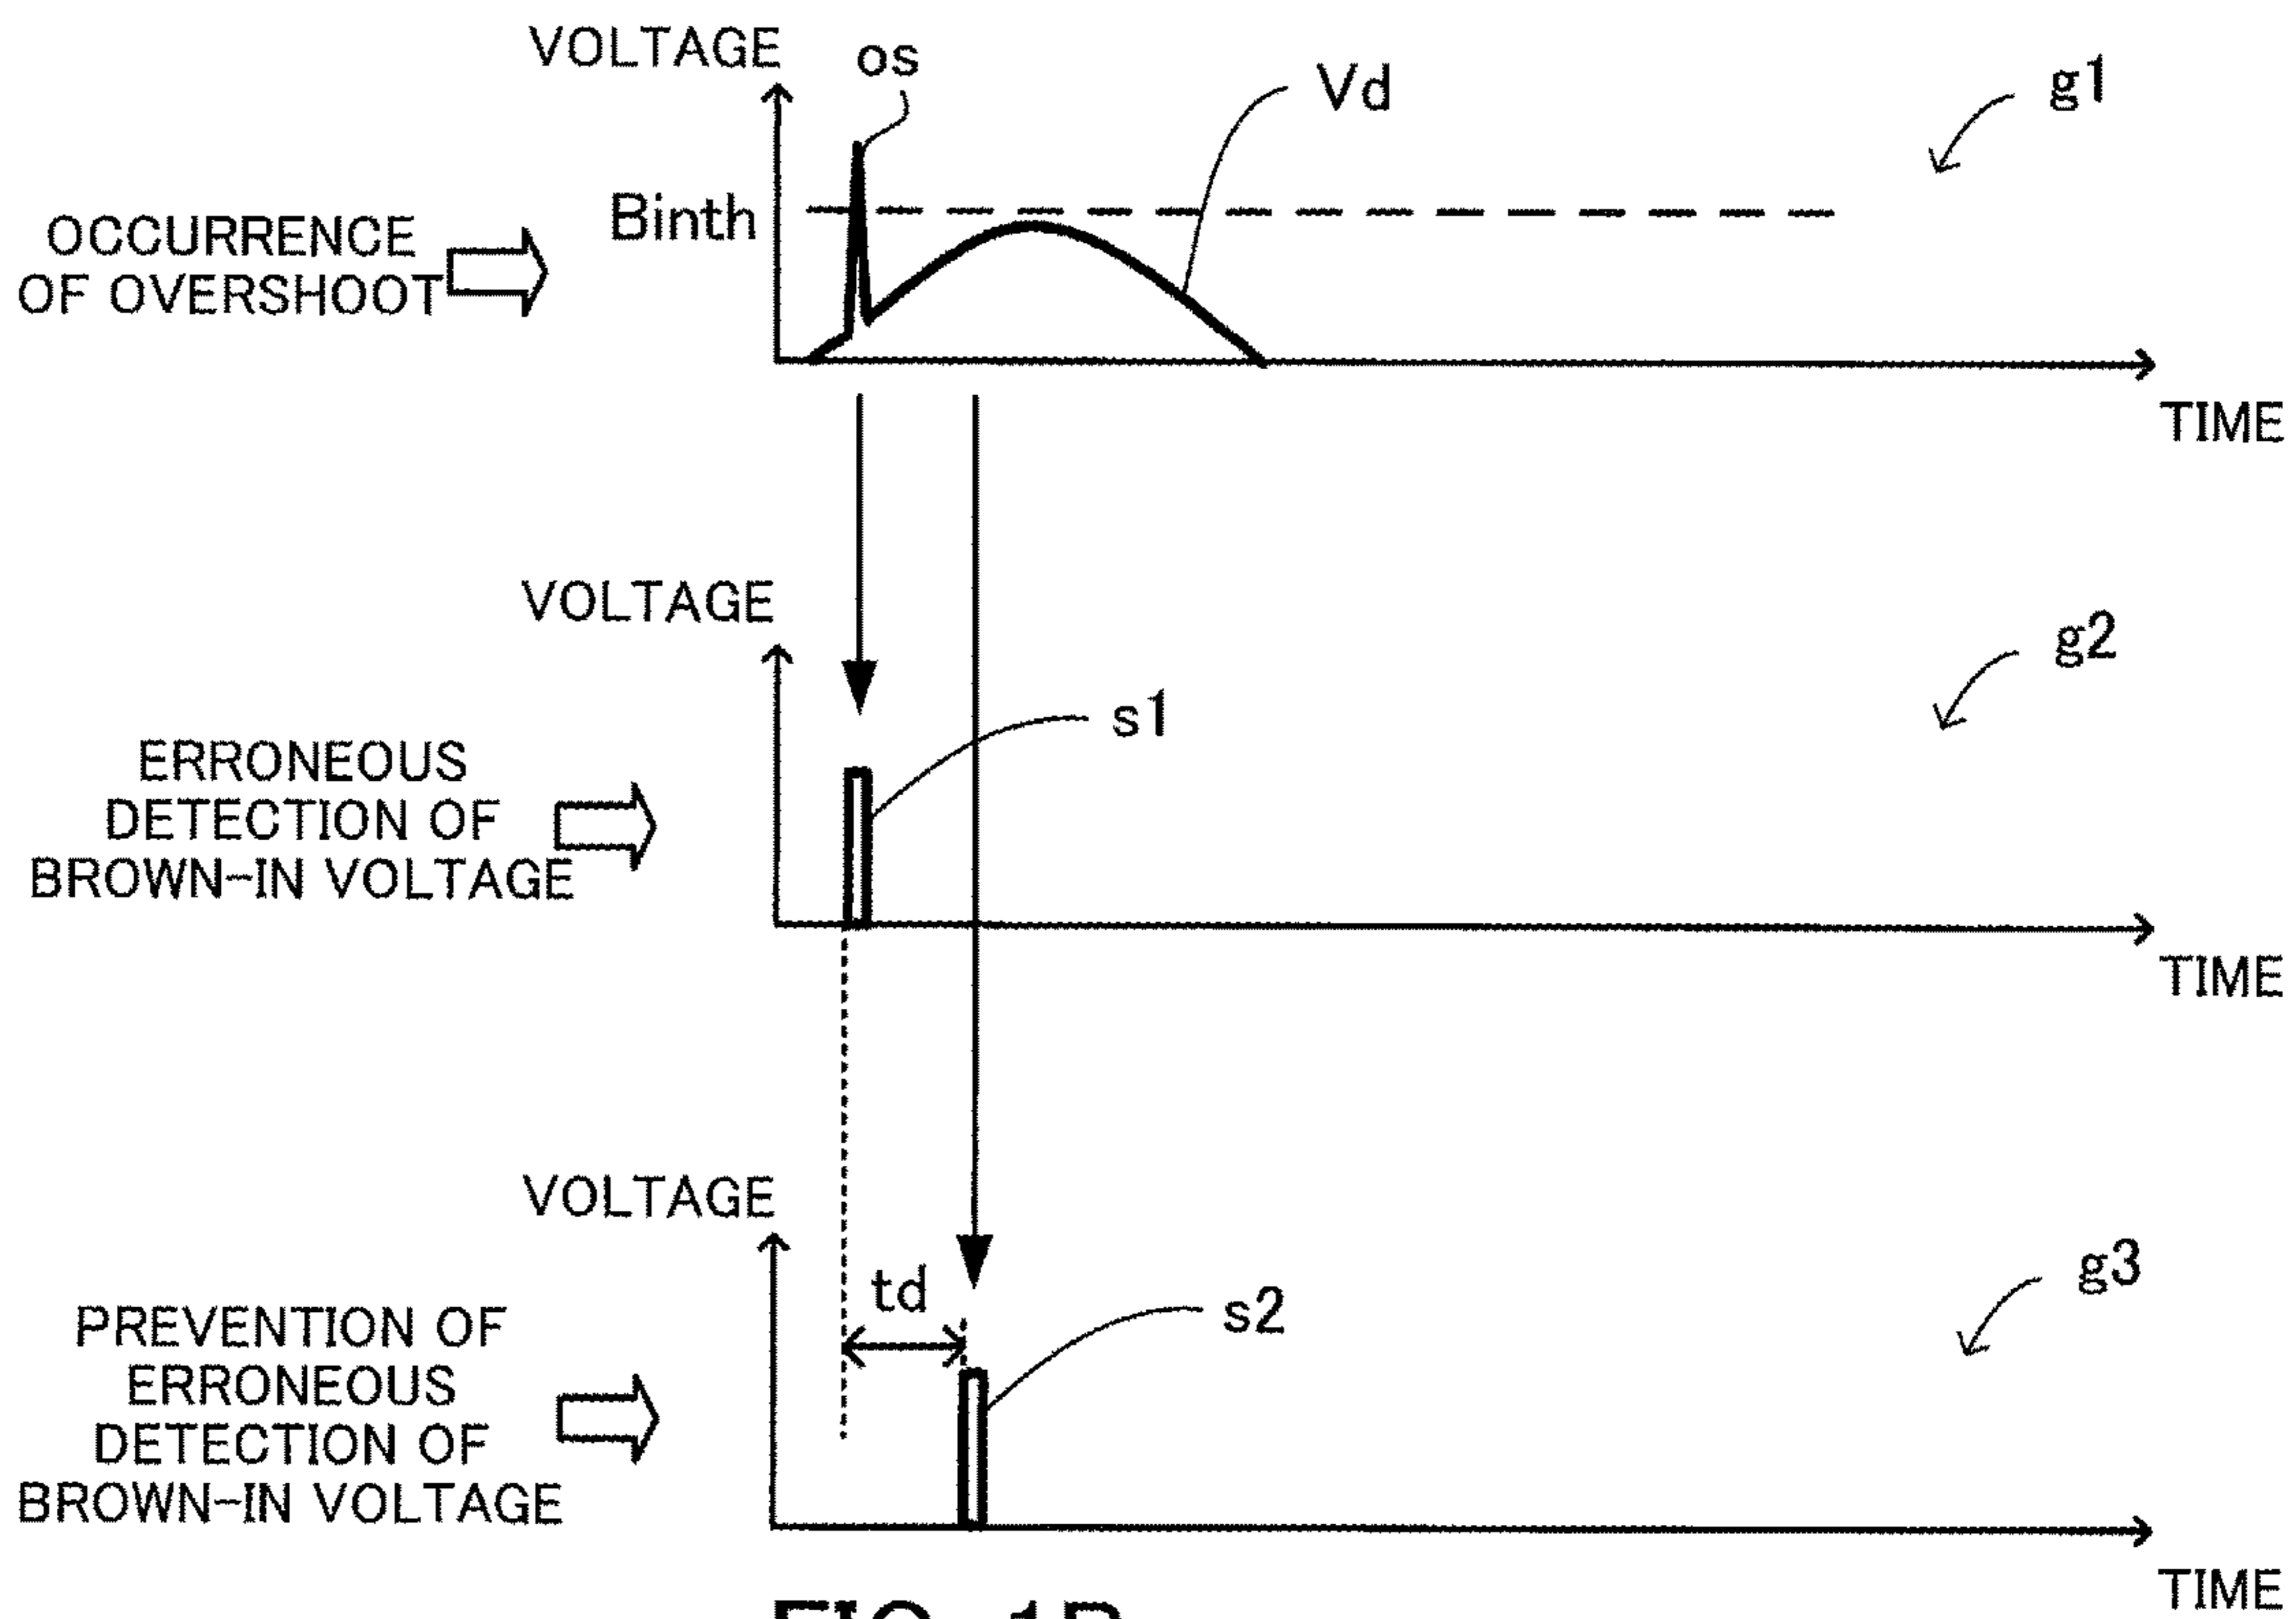 VOLTAGE
os
Vd
g1
Binth
OCCURRENCE
OF OVERSHOOT
TIME
VOLTAGE
g2
s1
ERRONEOUS
DETECTION OF
BROWN-IN VOLTAGE
TIME
VOLTAGE
g3
td
s2
PREVENTION OF
ERRONEOUS
DETECTION OF
BROWN-IN VOLTAGE
TIME